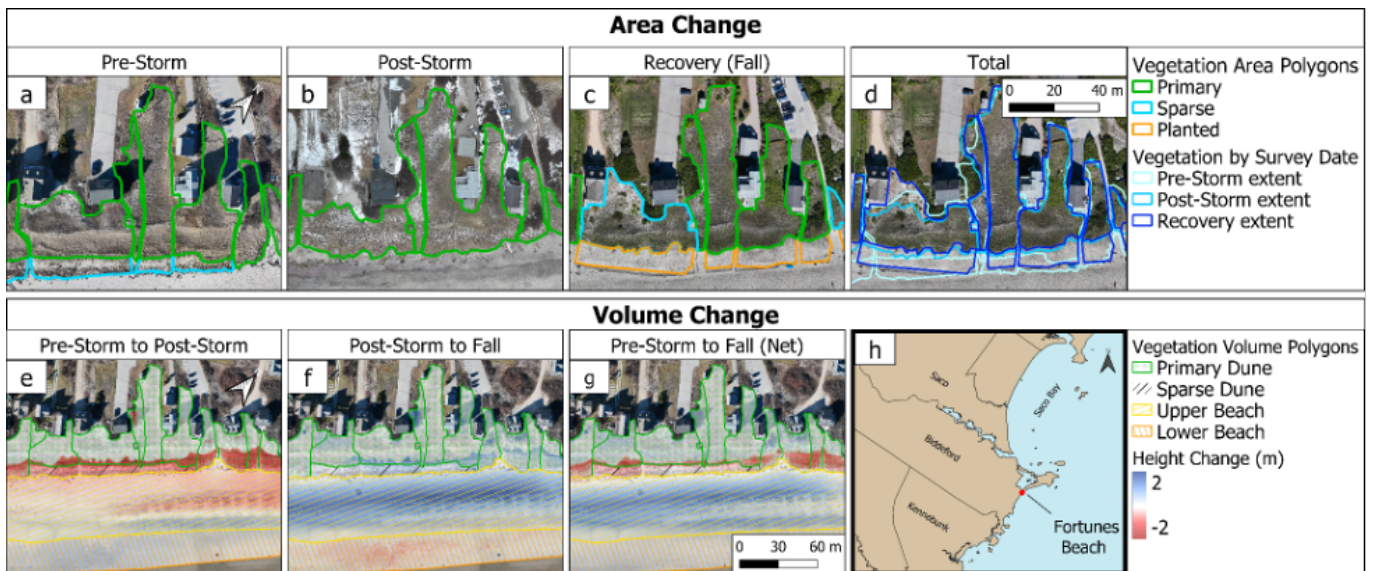 Area Change
Pre-Storm
Post-Storm
Recovery (Fall)
Total
a
b
c
d
0 20 40 m
Vegetation Area Polygons
Primary
Sparse
Planted
Vegetation by Survey Date
Pre-Storm extent
Post-Storm extent
Recovery extent
Volume Change
Pre-Storm to Post-Storm
Post-Storm to Fall
Pre-Storm to Fall (Net)
e
f
g
h
0 30 60 m
Saco
Saco Bay
Biddeford
Kennebunk
Fortunes
Beach
Vegetation Volume Polygons
Primary Dune
Sparse Dune
Upper Beach
Lower Beach
Height Change (m)
2
-2